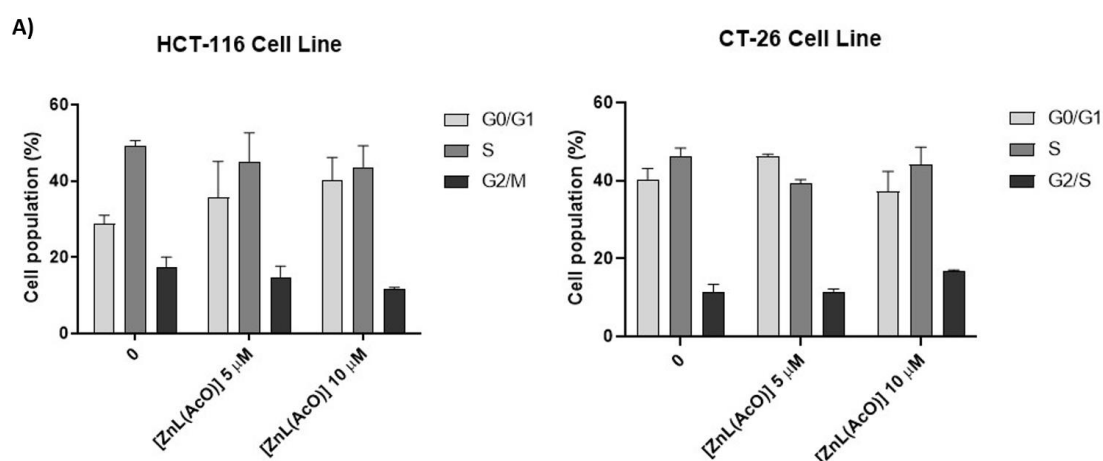 A)
HCT-116 Cell Line
Cell population (%)
60
40
20
0
G0/G1
S
G2/M
0
[ZnL(AcO)] 5 μM
[ZnL(AcO)] 10 μM
CT-26 Cell Line
Cell population (%)
60
40
20
0
G0/G1
S
G2/S
0
[ZnL(AcO)] 5 μM
[ZnL(AcO)] 10 μM